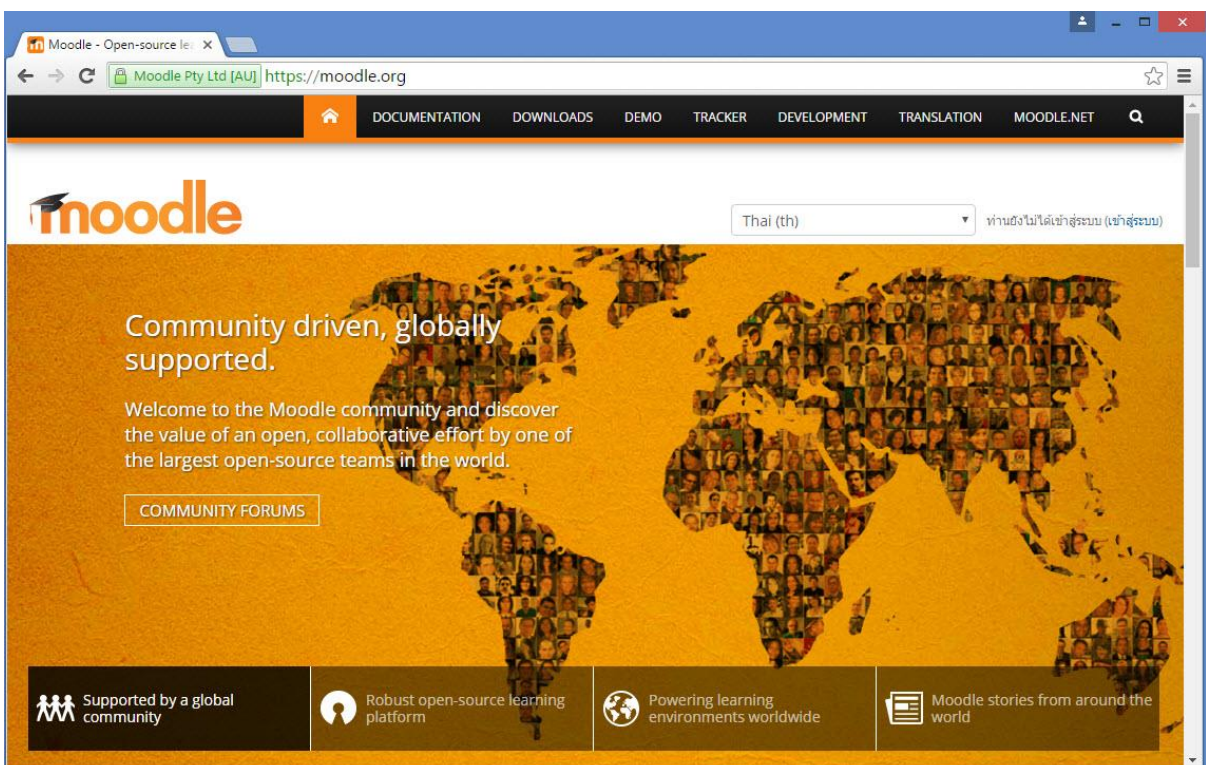 Moodle - Open-source le
Moodle Pty Ltd [AU] https://moodle.org
DOCUMENTATION DOWNLOADS DEMO TRACKER DEVELOPMENT TRANSLATION MOODLE.NET
moodle
Thai (th)
ท่านยังไม่ได้เข้าสู่ระบบ (เข้าสู่ระบบ)
Community driven, globally
supported.
Welcome to the Moodle community and discover
the value of an open, collaborative effort by one of
the largest open-source teams in the world.
COMMUNITY FORUMS
Supported by a global
community
Robust open-source learning
platform
Powering learning
environments worldwide
Moodle stories from around the
world